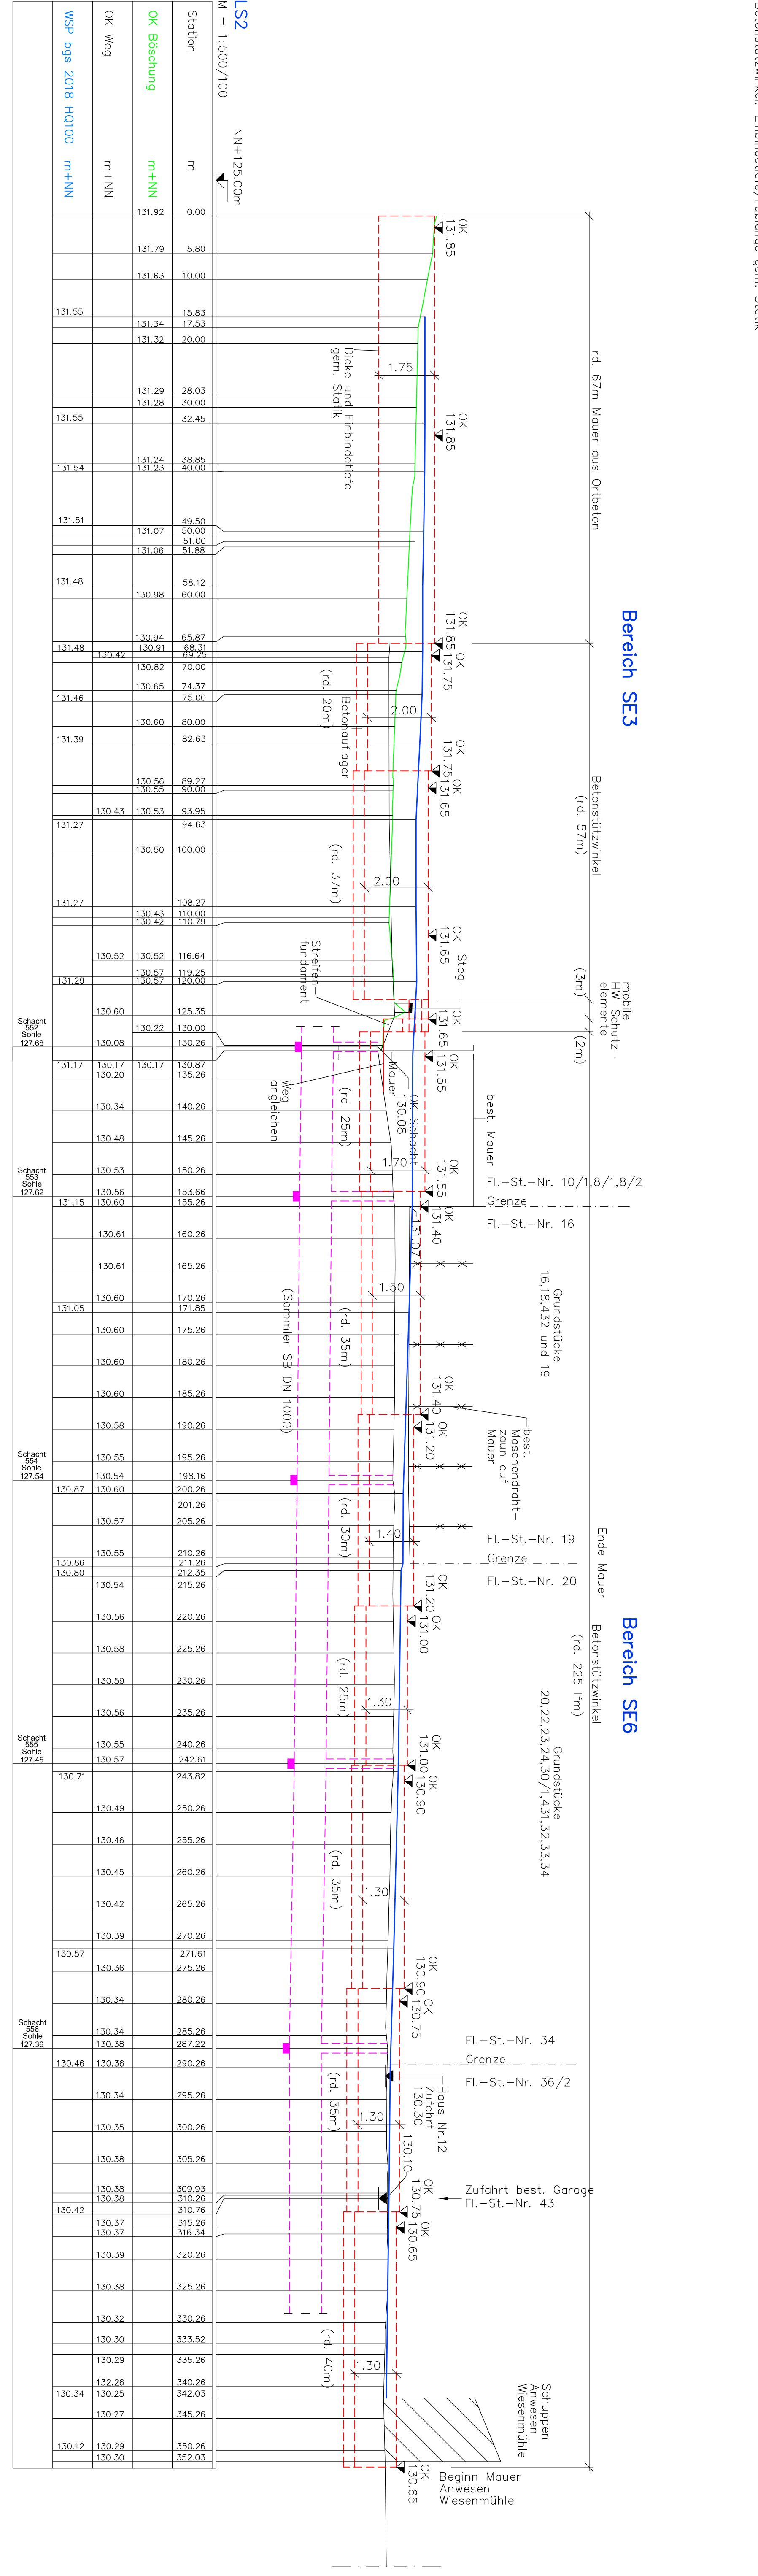 LS2
M = 1:500/100
NN+125.00m
Bereich SE3
Bereich SE6
rd. 67m Mauer aus Ortbeton
Betonstützwinkel
(rd. 57m)
mobile
HW-Schutz-
elemente
(3m)
(2m)
Ende Mauer
Betonstützwinkel
(rd. 225 lfm)
best. Mauer
Fl.-St.-Nr. 10/1,8/1,8/2
Grenze
Fl.-St.-Nr. 16
Grundstücke
16,18,432 und 19
best.
Maschendraht-
zaun auf
Mauer
Fl.-St.-Nr. 19
Grenze
Fl.-St.-Nr. 20
Grundstücke
20,22,23,24,30/1,431,32,33,34
Fl.-St.-Nr. 34
Grenze
Fl.-St.-Nr. 36/2
Haus Nr.12
Zufahrt
130.30
130.10
Zufahrt best. Garage
Fl.-St.-Nr. 43
Schuppen
Anwesen
Wiesenmühle
Beginn Mauer
Anwesen
Wiesenmühle
OK
131.85
OK
131.85
OK
131.85
OK
131.75
OK
131.75
OK
131.65
OK
131.65
Steg
OK
131.65
OK
131.55
OK
131.55
OK
131.40
131.07
OK
131.40
OK
131.20
OK
131.20
OK
131.00
OK
131.00
OK
130.90
OK
130.90
OK
130.75
OK
130.75
OK
130.65
OK
130.65
1.75
2.00
2.00
1.70
1.50
1.40
1.30
1.30
1.30
1.30
Dicke und Einbindetiefe
gem. Statik
Betonauflager
(rd. 20m)
(rd. 37m)
Streifen-
fundament
OK Schacht
130.08
Mauer
Weg
angleichen
(rd. 25m)
(rd. 35m)
(Sammler SB DN 1000)
(rd. 30m)
(rd. 25m)
(rd. 35m)
(rd. 35m)
(rd. 40m)
Station m
0.00 5.80 10.00 15.83 17.53 20.00 28.03 30.00 32.45 38.85 40.00 49.50 50.00 51.00 51.88 58.12 60.00 65.87 68.31 69.25 70.00 74.37 75.00 80.00 82.63 89.27 90.00 93.95 94.63 100.00 108.27 110.00 110.79 116.64 119.25 120.00 125.35 130.00 130.26 130.87 135.26 140.26 145.26 150.26 153.66 155.26 160.26 165.26 170.26 171.85 175.26 180.26 185.26 190.26 195.26 198.16 200.26 201.26 205.26 210.26 211.26 212.35 215.26 220.26 225.26 230.26 235.26 240.26 242.61 243.82 250.26 255.26 260.26 265.26 270.26 271.61 275.26 280.26 285.26 287.22 290.26 295.26 300.26 305.26 309.93 310.26 310.76 315.26 316.34 320.26 325.26 330.26 333.52 335.26 340.26 342.03 345.26 350.26 352.03
OK Böschung m+NN
131.92 131.79 131.63 131.34 131.32 131.29 131.28 131.24 131.23 131.07 131.06 130.98 130.94 130.91 130.82 130.65 130.60 130.56 130.55 130.53 130.50 130.43 130.42 130.52 130.57 130.57 130.22 130.17
OK Weg m+NN
130.42 130.43 130.52 130.60 130.08 130.17 130.20 130.34 130.48 130.53 130.56 130.60 130.61 130.61 130.60 130.60 130.60 130.60 130.58 130.55 130.54 130.60 130.57 130.55 130.54 130.56 130.58 130.59 130.56 130.55 130.57 130.49 130.46 130.45 130.42 130.39 130.36 130.34 130.34 130.38 130.36 130.34 130.35 130.38 130.38 130.38 130.37 130.37 130.39 130.38 130.32 130.30 130.29 132.26 130.25 130.27 130.29 130.30
WSP bgs 2018 HQ100 m+NN
131.55 131.55 131.54 131.51 131.48 131.48 131.46 131.39 131.27 131.27 131.29 131.17 131.15 131.05 130.87 130.86 130.80 130.71 130.57 130.46 130.42 130.34 130.12
Schacht
552
Sohle
127.68
Schacht
553
Sohle
127.62
Schacht
554
Sohle
127.54
Schacht
555
Sohle
127.45
Schacht
556
Sohle
127.36